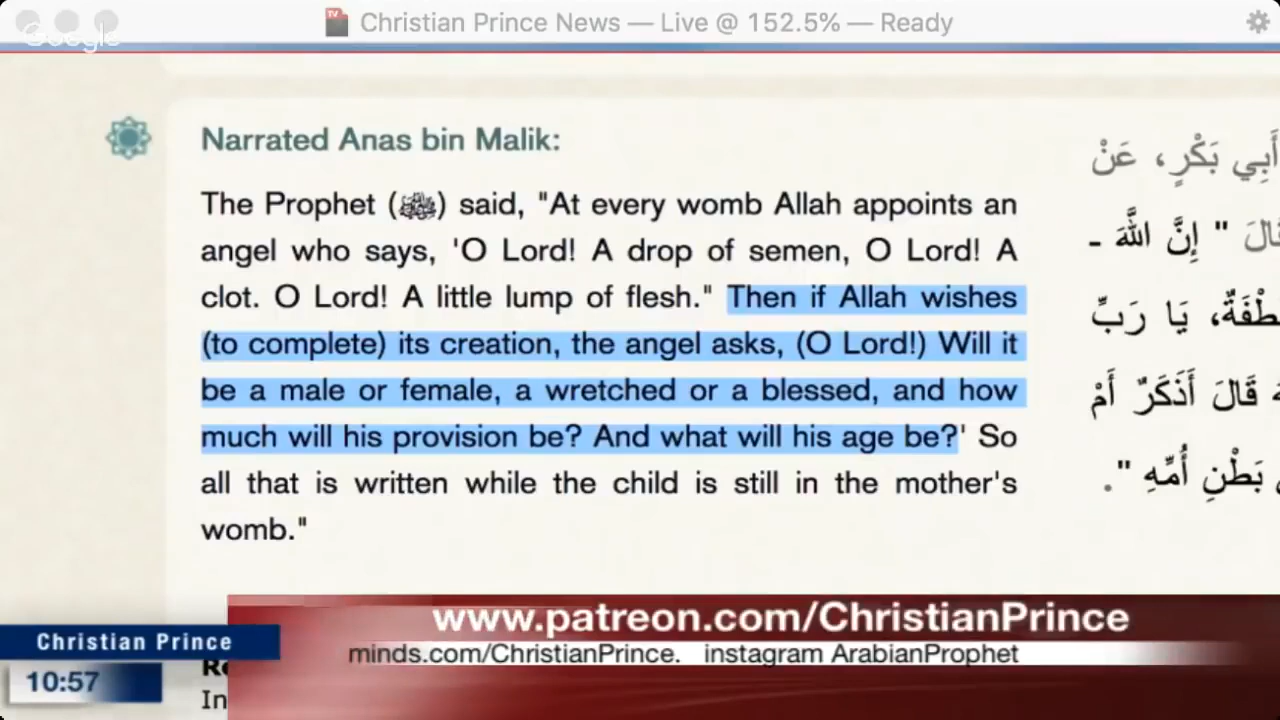 Christian Prince News — Live @ 152.5% — Ready
Google
Narrated Anas bin Malik:
The Prophet (ﷺ) said, "At every womb Allah appoints an
angel who says, 'O Lord! A drop of semen, O Lord! A
clot. O Lord! A little lump of flesh." Then if Allah wishes
(to complete) its creation, the angel asks, (O Lord!) Will it
be a male or female, a wretched or a blessed, and how
much will his provision be? And what will his age be?' So
all that is written while the child is still in the mother's
womb."
أَبِي بَكْرٍ، عَنْ
قَالَ " إِنَّ اللَّهَ ـ
يَا رَبِّ
قَالَ أَذَكَرٌ أَمْ
بَطْنِ أُمِّهِ ".
www.patreon.com/ChristianPrince
Christian Prince
minds.com/ChristianPrince. instagram ArabianProphet
10:57
In